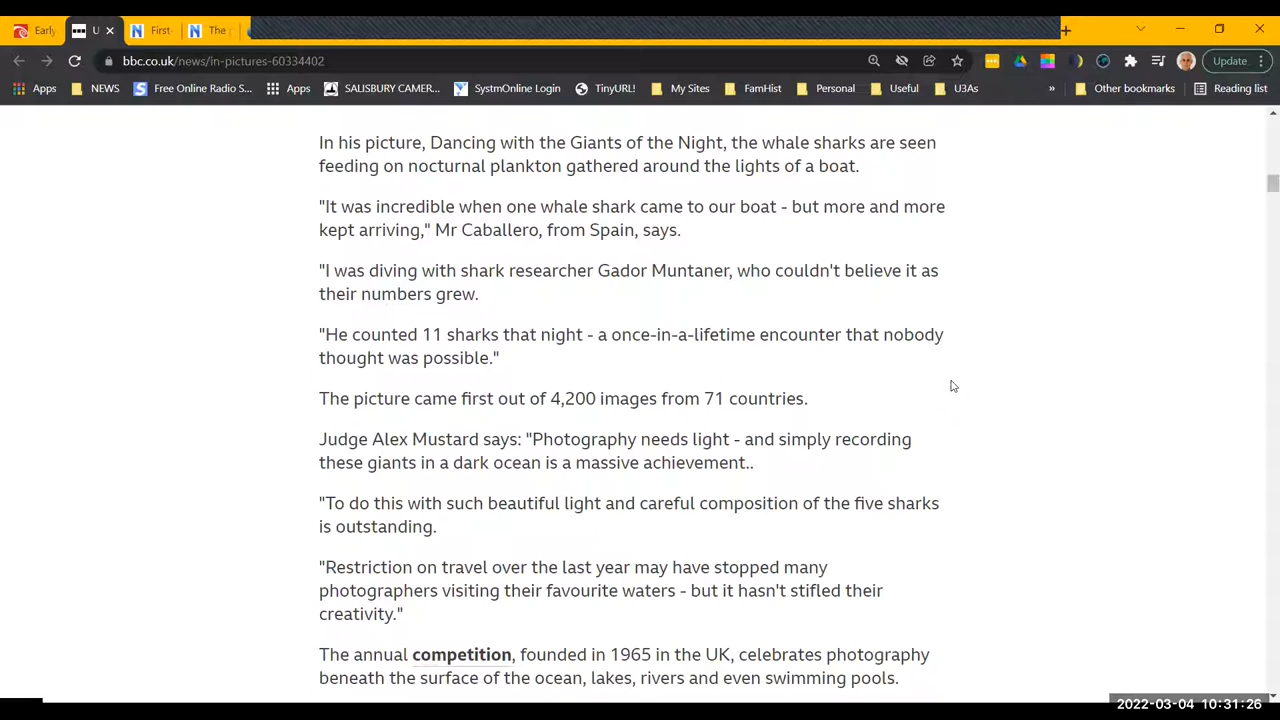 Early
U
First-
The
bbc.co.uk/news/in-pictures-60334402
Update
Apps
NEWS
Free Online Radio S...
Apps
SALISBURY CAMER...
SystmOnline Login
TinyURL!
My Sites
FamHist
Personal
Useful
U3As
»
Other bookmarks
Reading list
In his picture, Dancing with the Giants of the Night, the whale sharks are seen
feeding on nocturnal plankton gathered around the lights of a boat.
"It was incredible when one whale shark came to our boat - but more and more
kept arriving," Mr Caballero, from Spain, says.
"I was diving with shark researcher Gador Muntaner, who couldn't believe it as
their numbers grew.
"He counted 11 sharks that night - a once-in-a-lifetime encounter that nobody
thought was possible."
The picture came first out of 4,200 images from 71 countries.
Judge Alex Mustard says: "Photography needs light - and simply recording
these giants in a dark ocean is a massive achievement..
"To do this with such beautiful light and careful composition of the five sharks
is outstanding.
"Restriction on travel over the last year may have stopped many
photographers visiting their favourite waters - but it hasn't stifled their
creativity."
The annual competition, founded in 1965 in the UK, celebrates photography
beneath the surface of the ocean, lakes, rivers and even swimming pools.
2022-03-04 10:31:26